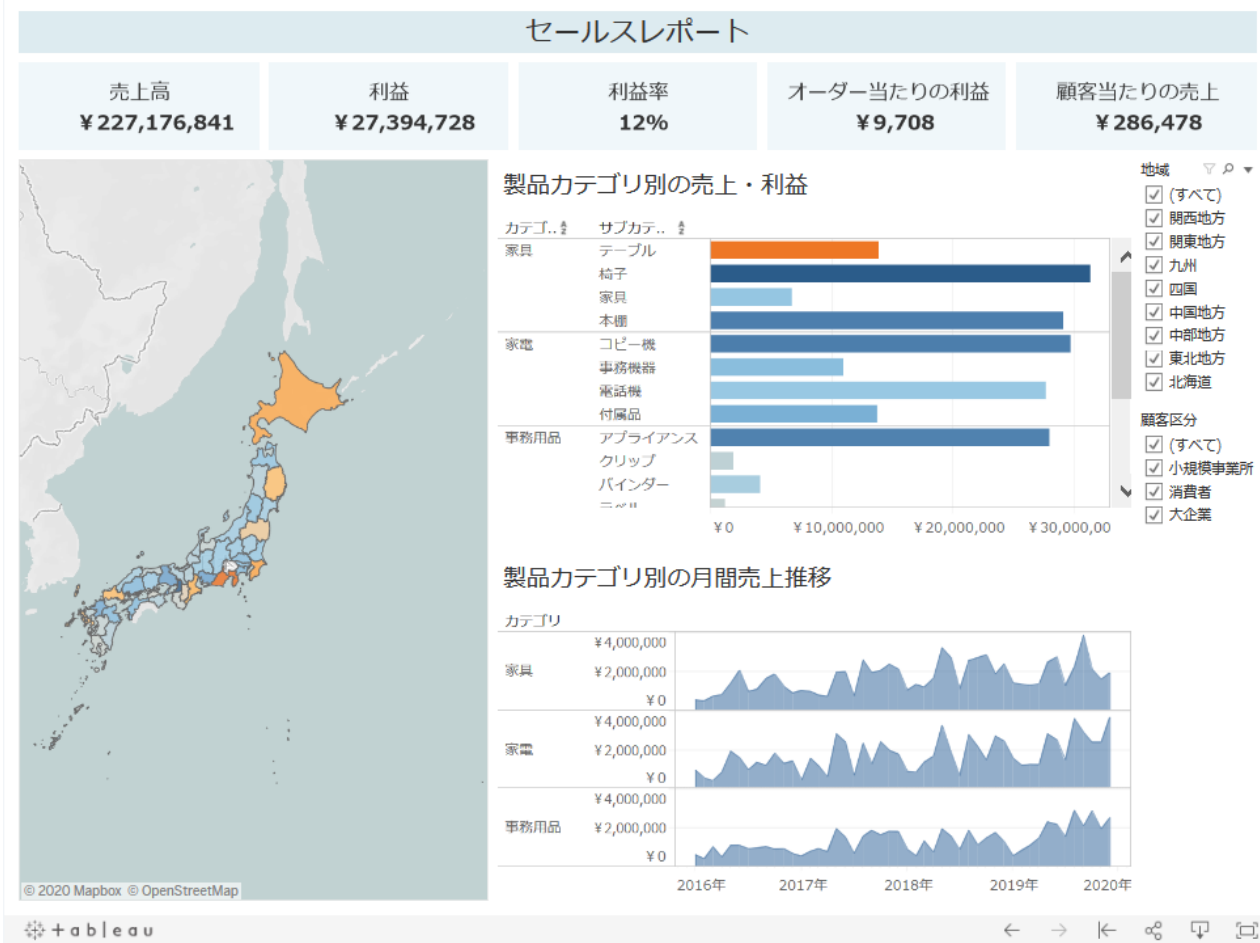 セールスレポート
売上高
¥227,176,841
利益
¥27,394,728
利益率
12%
オーダー当たりの利益
¥9,708
顧客当たりの売上
¥286,478
© 2020 Mapbox © OpenStreetMap
製品カテゴリ別の売上・利益
カテゴ.. サブカテ..
家具 テーブル
椅子
家具
本棚
家電 コピー機
事務機器
電話機
付属品
事務用品 アプライアンス
クリップ
バインダー
¥0 ¥10,000,000 ¥20,000,000 ¥30,000,00
製品カテゴリ別の月間売上推移
カテゴリ
家具
¥4,000,000
¥2,000,000
¥0
家電
¥4,000,000
¥2,000,000
¥0
事務用品
¥4,000,000
¥2,000,000
¥0
2016年 2017年 2018年 2019年 2020年
地域
(すべて)
関西地方
関東地方
九州
四国
中国地方
中部地方
東北地方
北海道
顧客区分
(すべて)
小規模事業所
消費者
大企業
+ableau